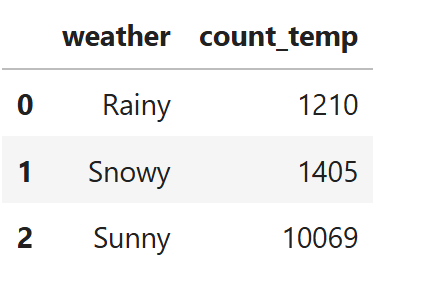 weather count_temp
0 Rainy 1210
1 Snowy 1405
2 Sunny 10069